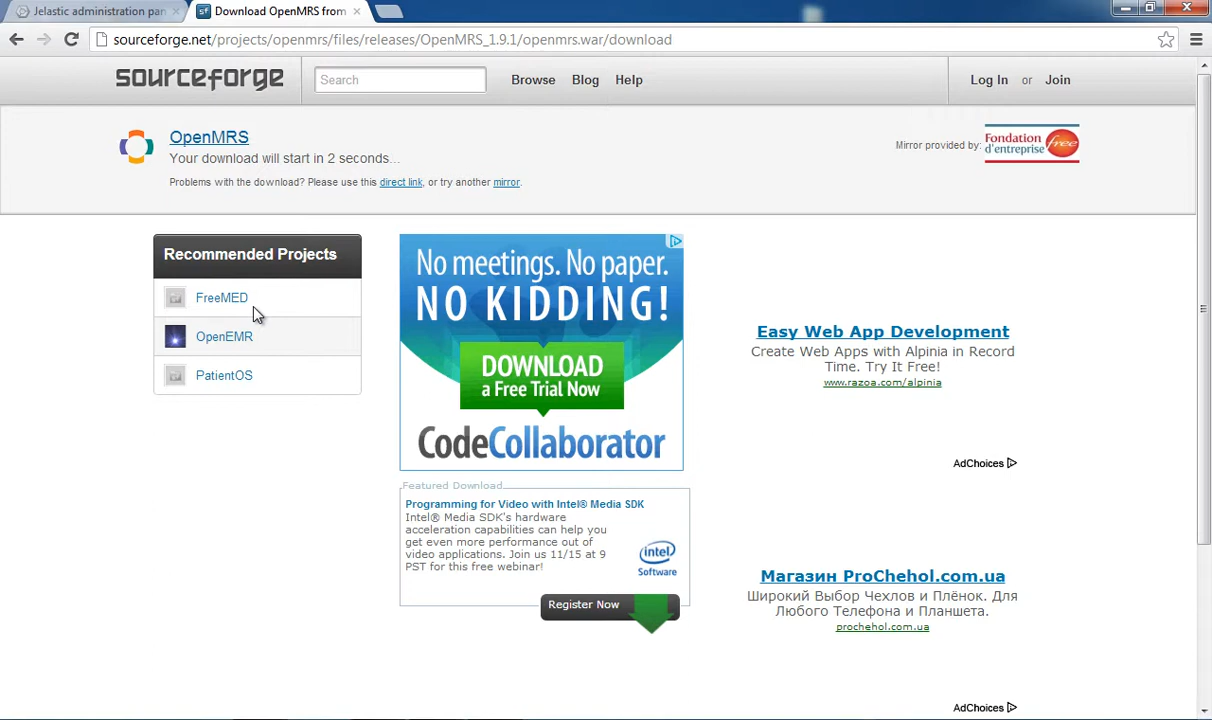 Jelastic administration pan
Download OpenMRS from
sourceforge.net/projects/openmrs/files/releases/OpenMRS_1.9.1/openmrs.war/download
sourceforge
Search
Browse
Blog
Help
Log In or Join
OpenMRS
Your download will start in 2 seconds...
Problems with the download? Please use this direct link, or try another mirror.
Mirror provided by:
Fondation
d'entreprise
free
Recommended Projects
FreeMED
OpenEMR
PatientOS
No meetings. No paper.
NO KIDDING!
DOWNLOAD
a Free Trial Now
CodeCollaborator
Featured Download
Programming for Video with Intel® Media SDK
Intel® Media SDK's hardware
acceleration capabilities can help you
get even more performance out of
video applications. Join us 11/15 at 9
PST for this free webinar!
intel
Software
Register Now
Easy Web App Development
Create Web Apps with Alpinia in Record
Time. Try It Free!
www.razoa.com/alpinia
AdChoices
Магазин ProChehol.com.ua
Широкий Выбор Чехлов и Плёнок. Для
Любого Телефона и Планшета.
prochehol.com.ua
AdChoices